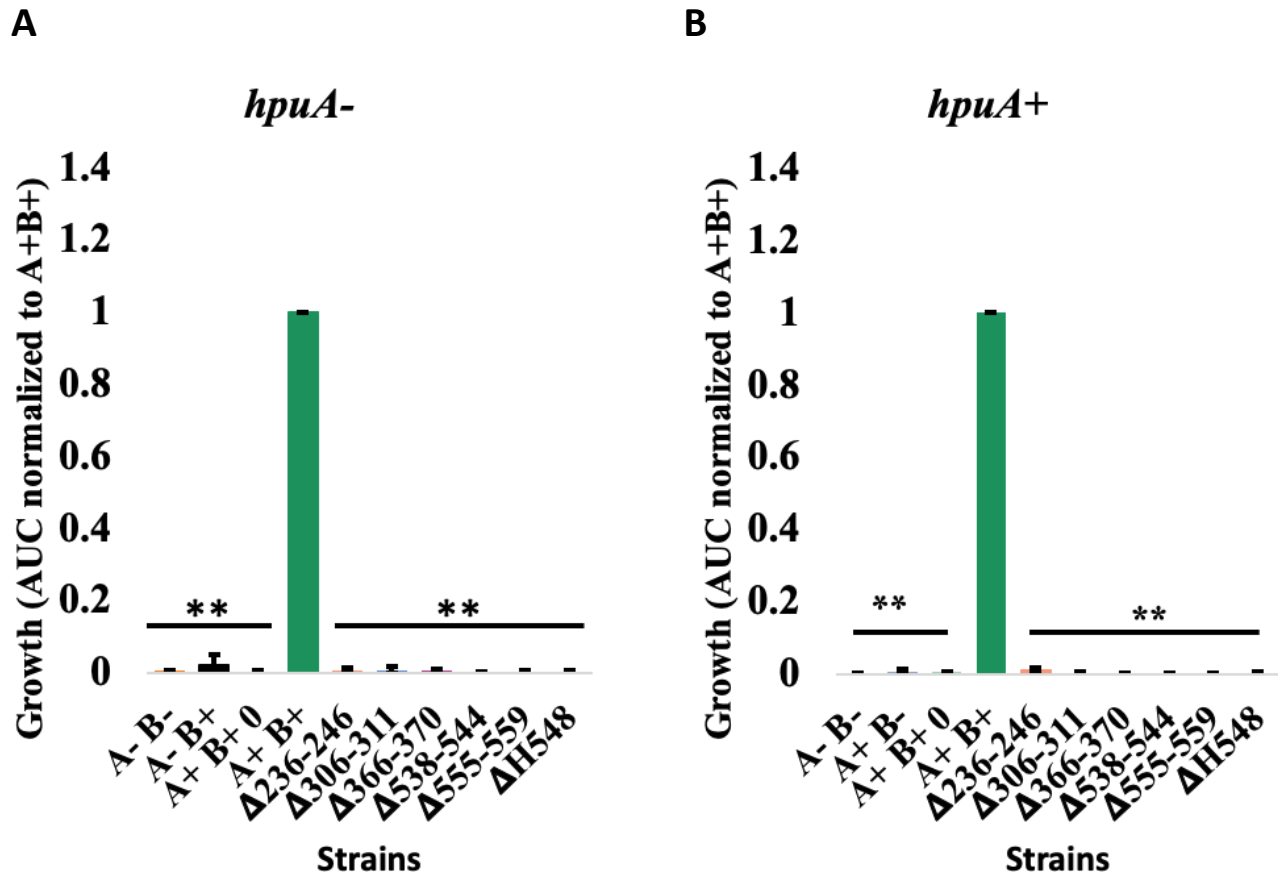 A
hpuA-
Growth (AUC normalized to A+B+)
1.4
1.2
1
0.8
0.6
0.4
0.2
0
**
**
A- B-
A- B+
A+ B+ 0
A+ B+
Δ236-246
Δ306-311
Δ366-370
Δ538-544
Δ555-559
ΔH548
Strains
B
hpuA+
Growth (AUC normalized to A+B+)
1.4
1.2
1
0.8
0.6
0.4
0.2
0
**
**
A- B-
A+ B-
A+ B+ 0
A+ B+
Δ236-246
Δ306-311
Δ366-370
Δ538-544
Δ555-559
ΔH548
Strains